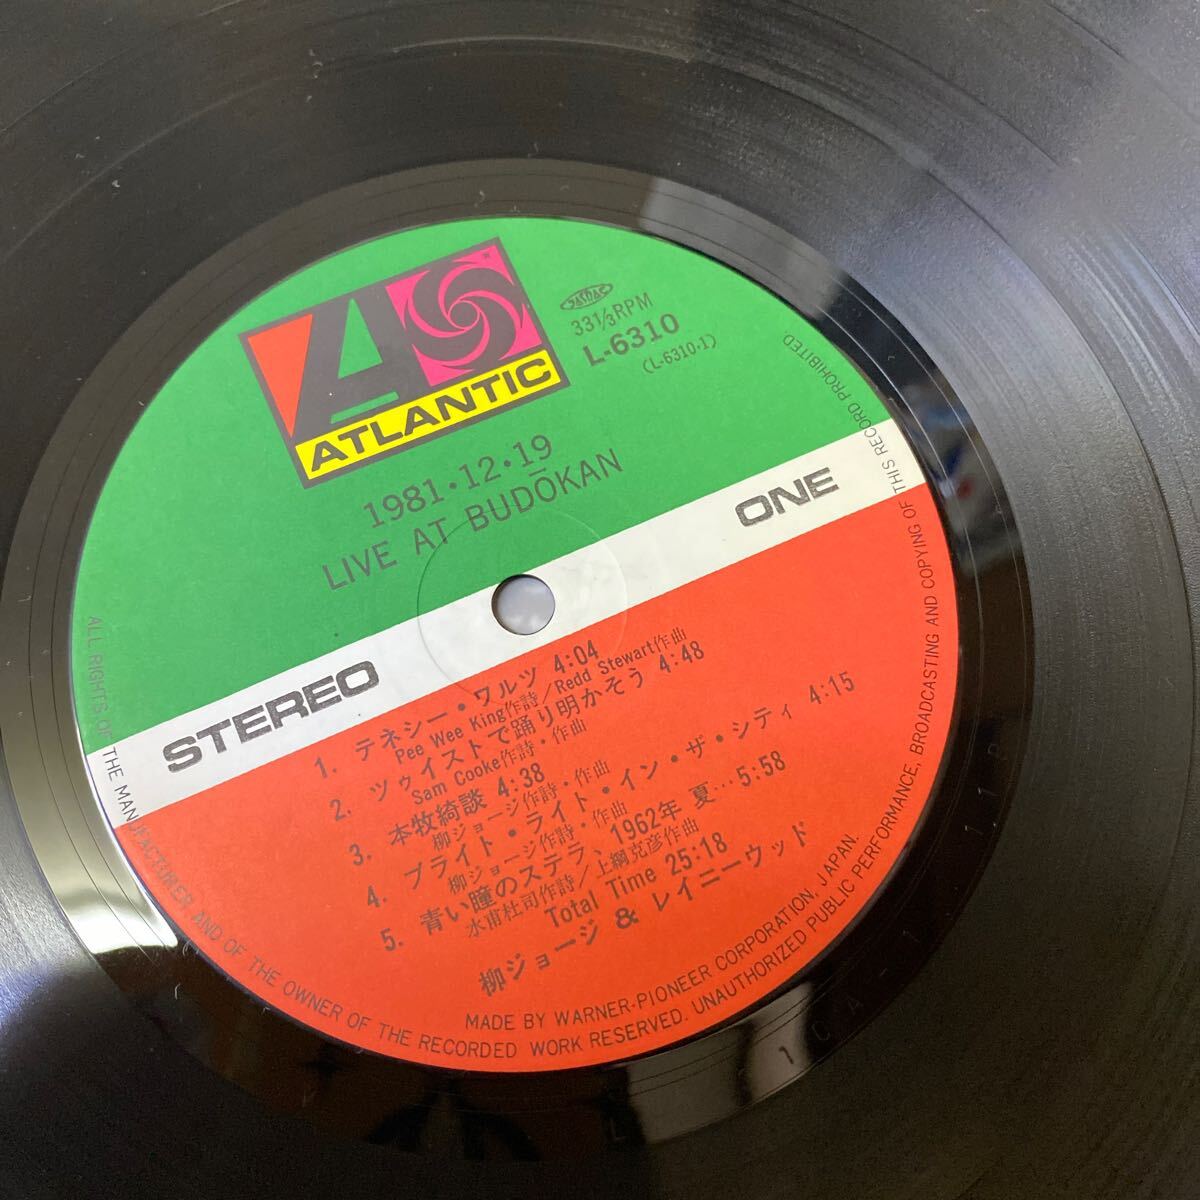 ATLANTIC
®
JASRAC
33 1/3 RPM
L-6310
(L-6310-1)
1981・12・19
LIVE AT BUDŌKAN
STEREO
ONE
1. テネシー・ワルツ 4:04
Pee Wee King作詩/Redd Stewart作曲
2. ツゥイストで踊り明かそう 4:48
Sam Cooke作詩・作曲
3. 本牧綺談 4:38
柳ジョージ作詩・作曲
4. ブライト・ライト・イン・ザ・シティ 4:15
柳ジョージ作詩・作曲
5. 青い瞳のステラ、1962年 夏… 5:58
水甫杜司作詩/上綱克彦作曲
Total Time 25:18
柳ジョージ & レイニーウッド
MADE BY WARNER-PIONEER CORPORATION, JAPAN.
ALL RIGHTS OF THE MANUFACTURER AND OF THE OWNER OF THE RECORDED WORK RESERVED. UNAUTHORIZED PUBLIC PERFORMANCE, BROADCASTING AND COPYING OF THIS RECORD PROHIBITED.